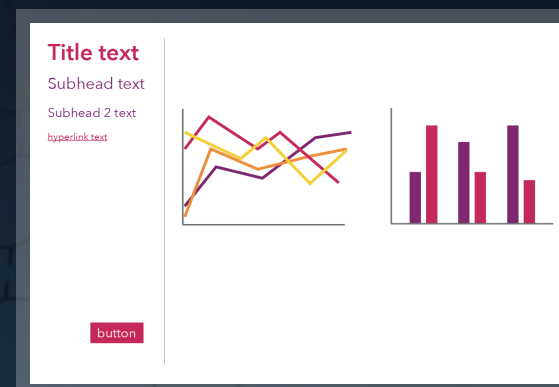 Title text
Subhead text
Subhead 2 text
hyperlink text
button